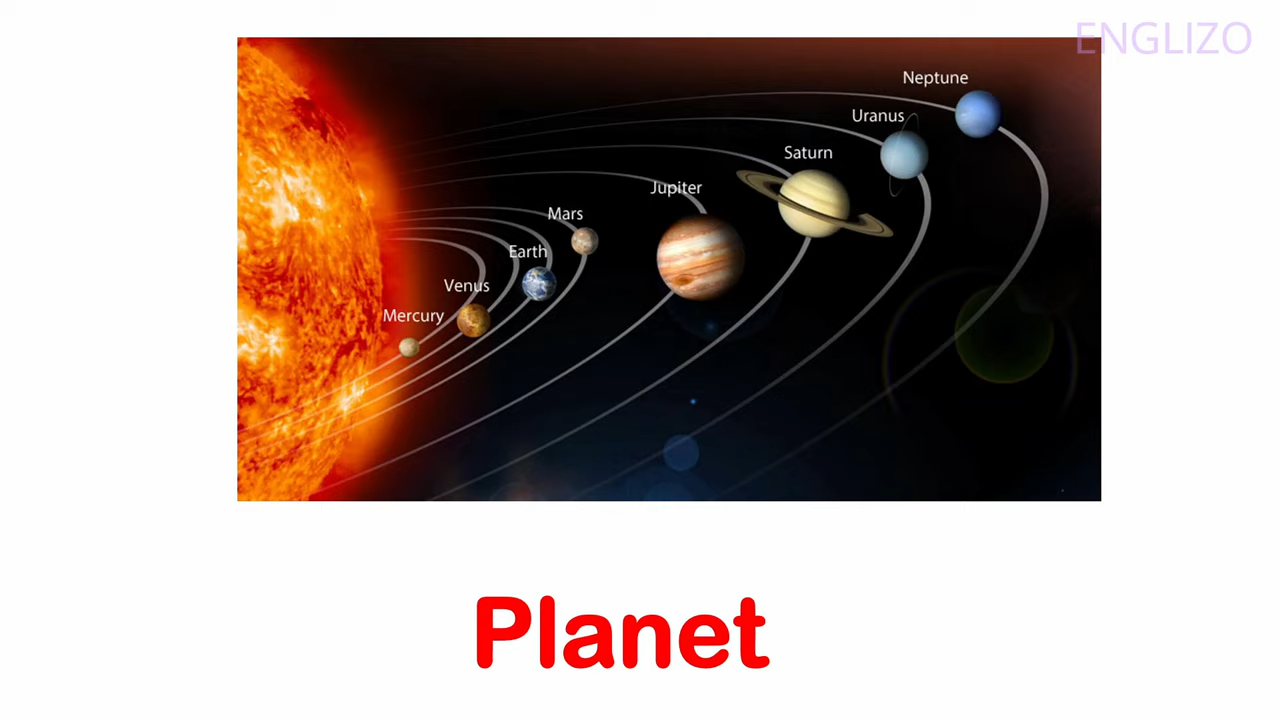 ENGLIZO
Neptune
Uranus
Saturn
Jupiter
Mars
Earth
Venus
Mercury
Planet